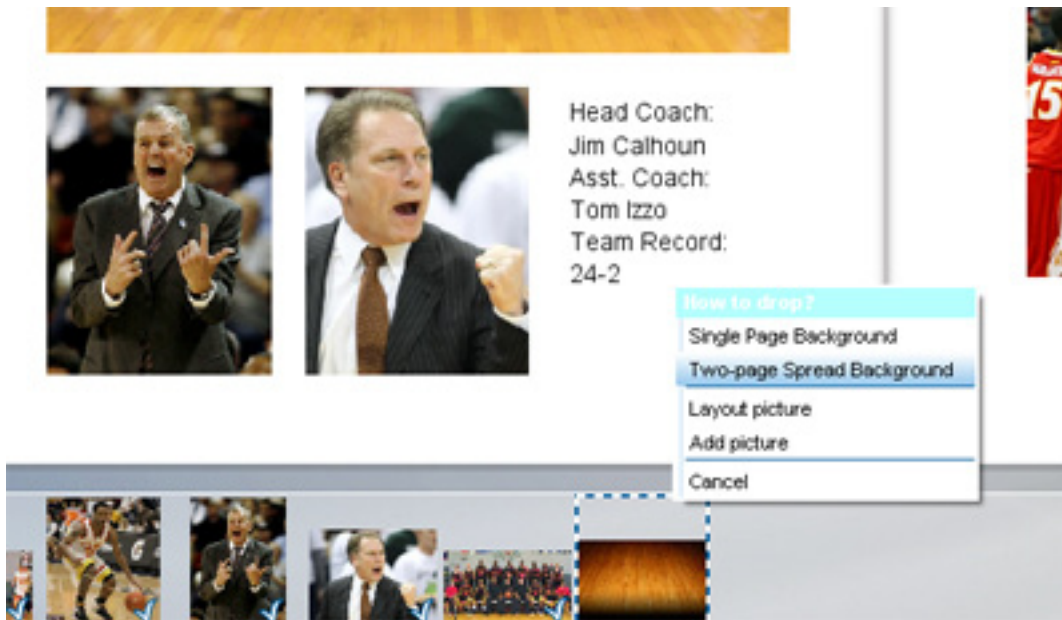 Head Coach:
Jim Calhoun
Asst. Coach:
Tom Izzo
Team Record:
24-2
15
How to drop?
Single Page Background
Two-page Spread Background
Layout picture
Add picture
Cancel